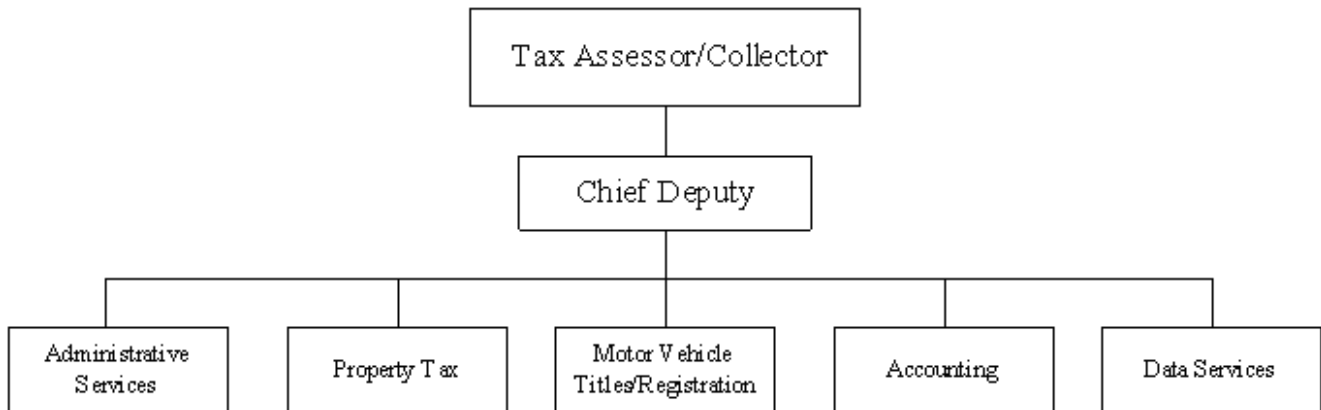 Tax Assessor/Collector
Chief Deputy
Administrative
Services
Property Tax
Motor Vehicle
Titles/Registration
Accounting
Data Services